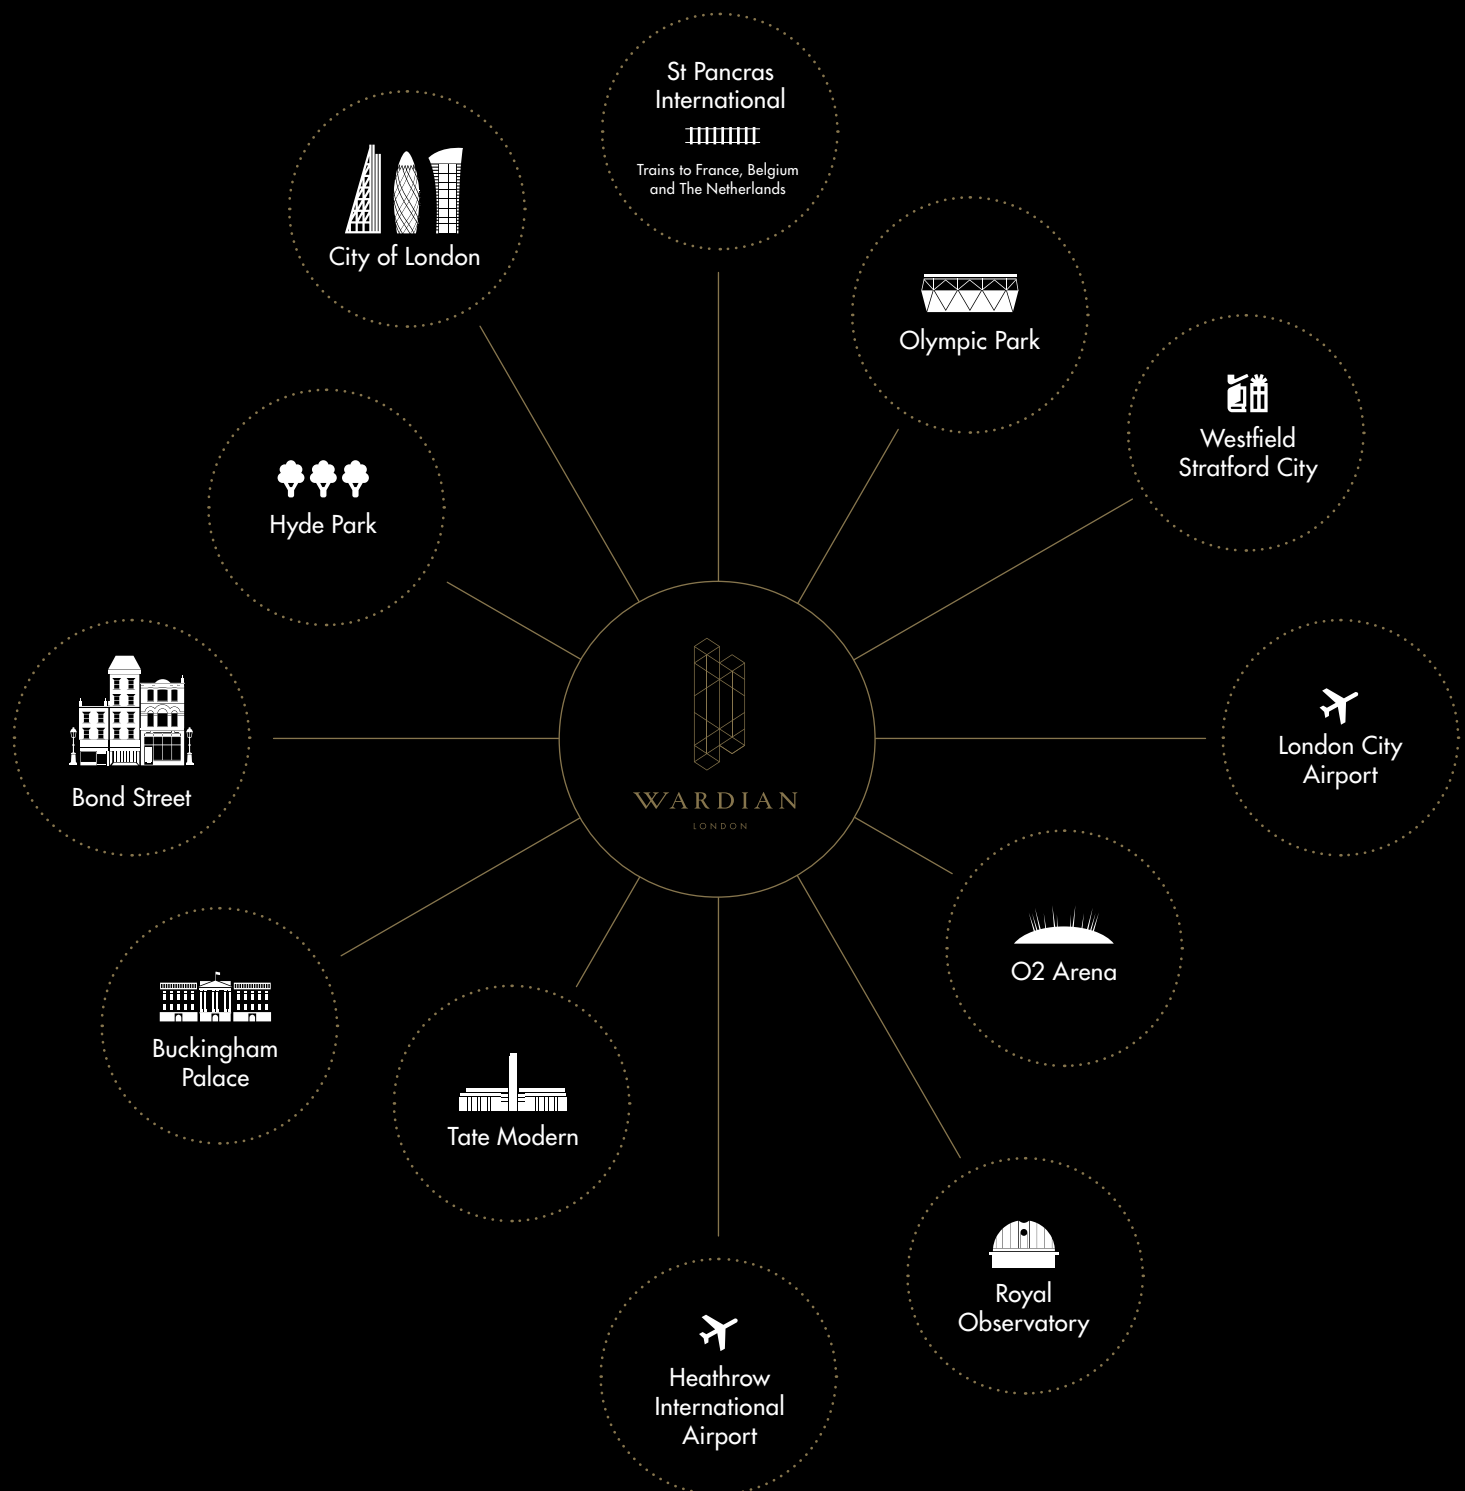 St Pancras
International
Trains to France, Belgium
and The Netherlands
City of London
Olympic Park
Westfield
Stratford City
Hyde Park
London City
Airport
Bond Street
WARDIAN
LONDON
O2 Arena
Buckingham
Palace
Tate Modern
Royal
Observatory
Heathrow
International
Airport